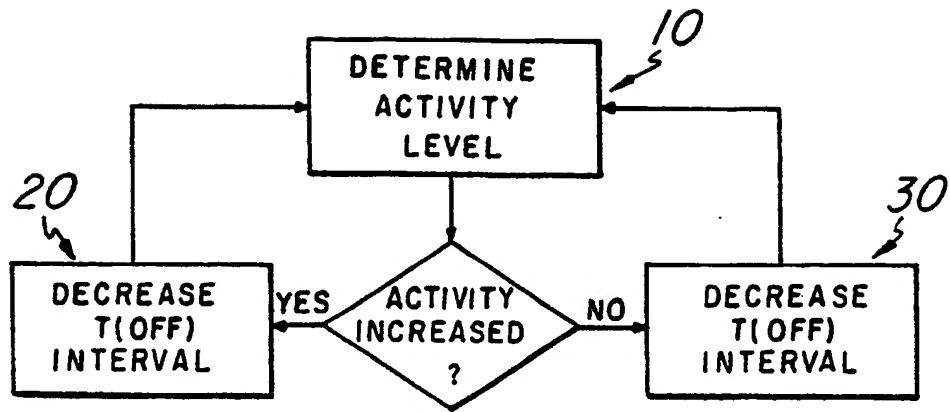 10
DETERMINE
ACTIVITY
LEVEL
20
30
DECREASE
T(OFF)
INTERVAL
YES
ACTIVITY
INCREASED
?
NO
DECREASE
T(OFF)
INTERVAL